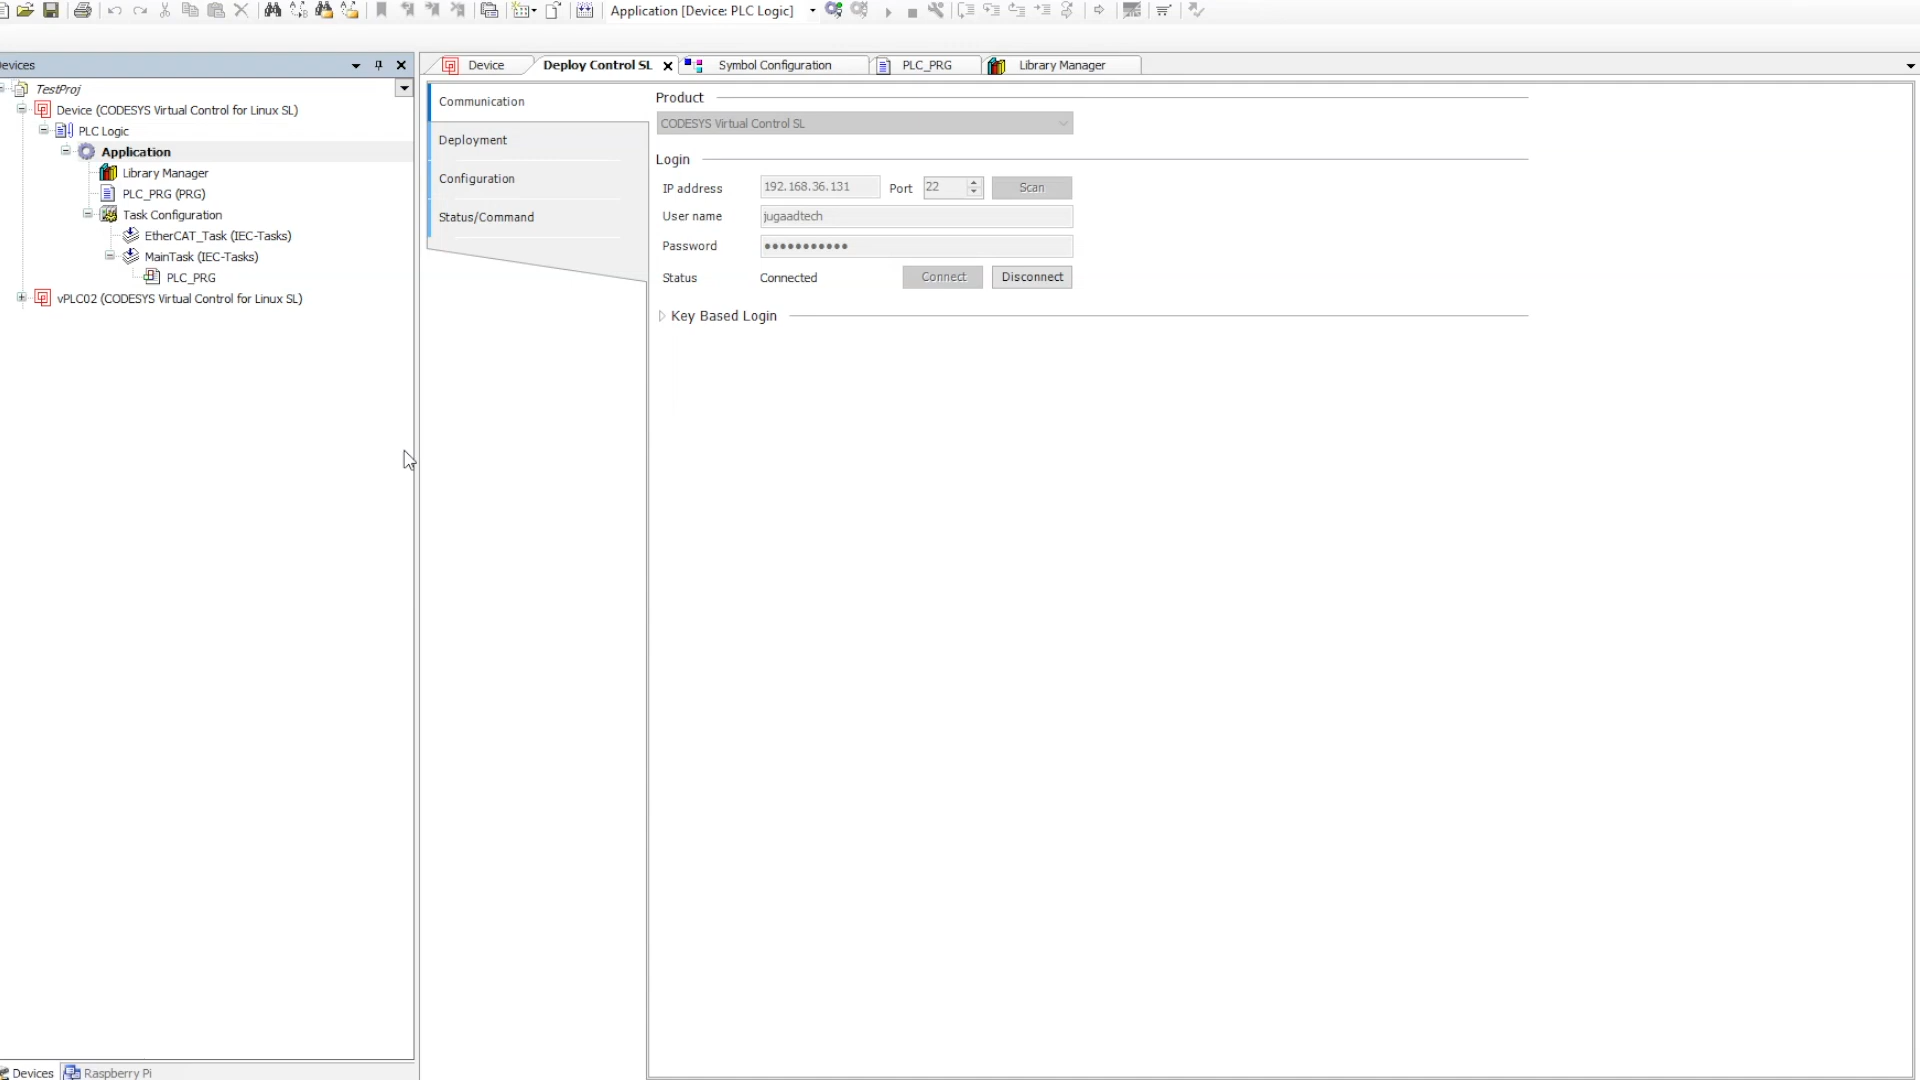 Application [Device: PLC Logic]
evices
Device
Deploy Control SL
Symbol Configuration
PLC_PRG
Library Manager
TestProj
Device (CODESYS Virtual Control for Linux SL)
PLC Logic
Application
Library Manager
PLC_PRG (PRG)
Task Configuration
EtherCAT_Task (IEC-Tasks)
MainTask (IEC-Tasks)
PLC_PRG
vPLC02 (CODESYS Virtual Control for Linux SL)
Communication
Deployment
Configuration
Status/Command
Product
CODESYS Virtual Control SL
Login
IP address 192.168.36.131 Port 22 Scan
User name jugaadtech
Password ●●●●●●●●●●●
Status Connected Connect Disconnect
Key Based Login
Devices Raspberry Pi